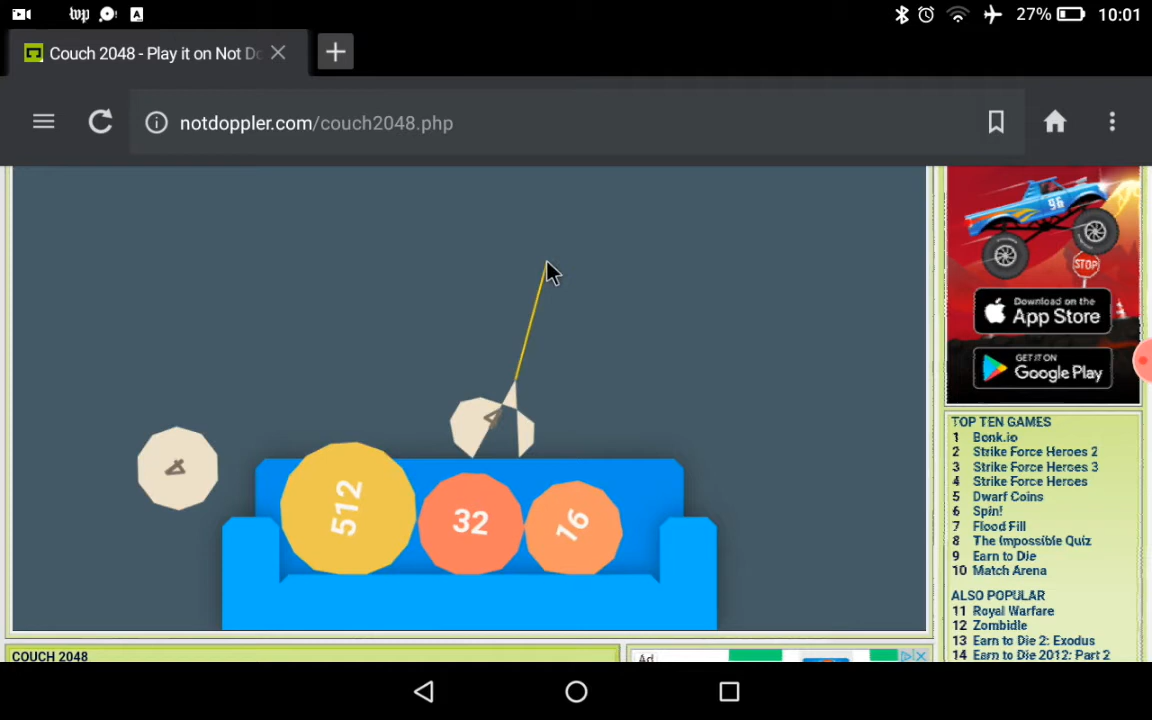 27% 10:01
Couch 2048 - Play it on Not Do
notdoppler.com/couch2048.php
96
STOP
Download on the
App Store
GET IT ON
Google Play
4
4
512
32
16
TOP TEN GAMES
1 Bonk.io
2 Strike Force Heroes 2
3 Strike Force Heroes 3
4 Strike Force Heroes
5 Dwarf Coins
6 Spin!
7 Flood Fill
8 The Impossible Quiz
9 Earn to Die
10 Match Arena
ALSO POPULAR
11 Royal Warfare
12 Zombidle
13 Earn to Die 2: Exodus
14 Earn to Die 2012: Part 2
COUCH 2048
Ad